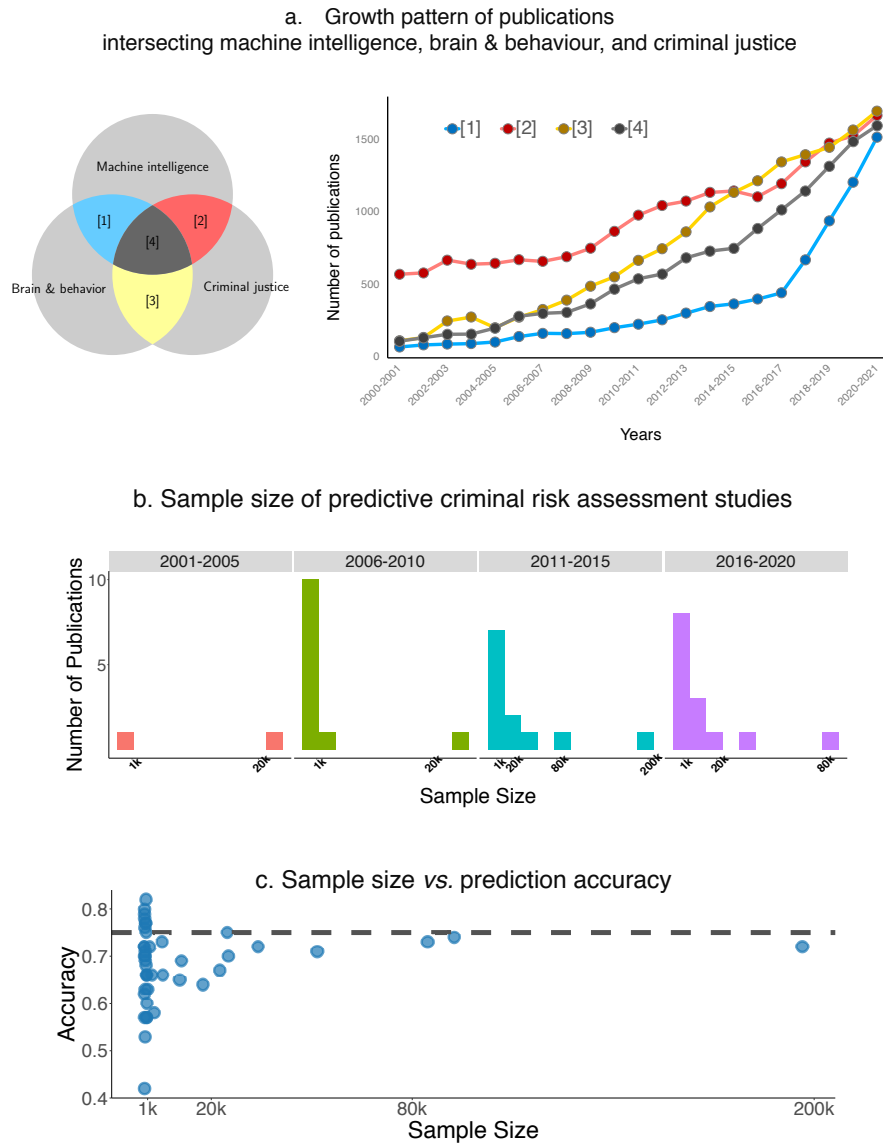 a. Growth pattern of publications
intersecting machine intelligence, brain & behaviour, and criminal justice
Machine intelligence
[1]
[2]
[4]
Brain & behavior
Criminal justice
[3]
Number of publications
1500
1000
500
0
[1] [2] [3] [4]
2000-2001
2002-2003
2004-2005
2006-2007
2008-2009
2010-2011
2012-2013
2014-2015
2016-2017
2018-2019
2020-2021
Years
b. Sample size of predictive criminal risk assessment studies
Number of Publications
10
5
2001-2005 2006-2010 2011-2015 2016-2020
1k 20k 1k 20k 1k 20k 80k 200k 1k 20k 80k
Sample Size
c. Sample size vs. prediction accuracy
Accuracy
0.8
0.7
0.6
0.5
0.4
1k 20k 80k 200k
Sample Size